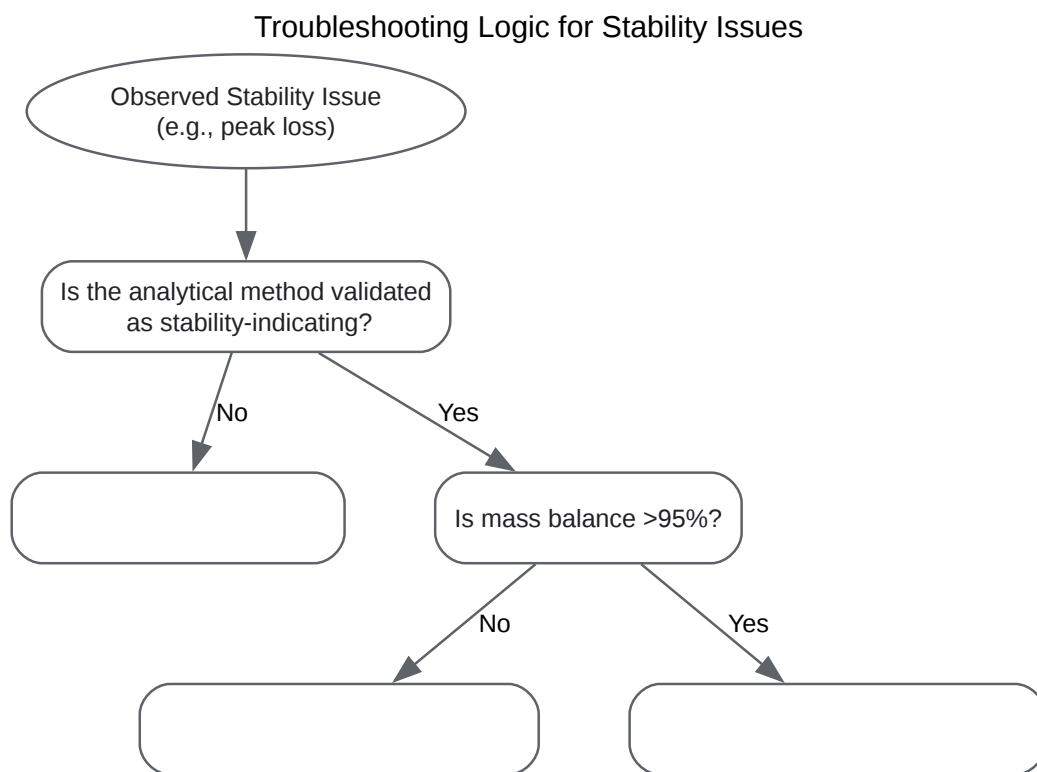 Troubleshooting Logic for Stability Issues
Observed Stability Issue
(e.g., peak loss)
Is the analytical method validated
as stability-indicating?
No
Yes
Is mass balance >95%?
No
Yes